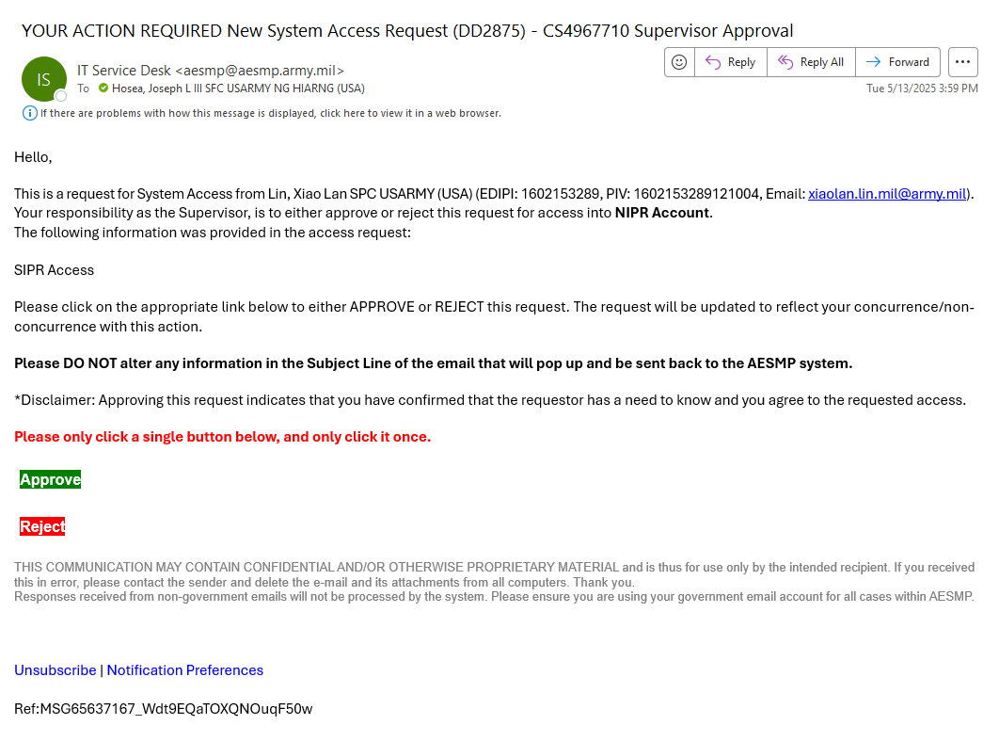 YOUR ACTION REQUIRED New System Access Request (DD2875) - CS4967710 Supervisor Approval
IS
IT Service Desk <aesmp@aesmp.army.mil>
To Hosea, Joseph L III SFC USARMY NG HIARNG (USA)
Reply
Reply All
Forward
Tue 5/13/2025 3:59 PM
If there are problems with how this message is displayed, click here to view it in a web browser.
Hello,
This is a request for System Access from Lin, Xiao Lan SPC USARMY (USA) (EDIPI: 1602153289, PIV: 1602153289121004, Email: xiaolan.lin.mil@army.mil).
Your responsibility as the Supervisor, is to either approve or reject this request for access into NIPR Account.
The following information was provided in the access request:
SIPR Access
Please click on the appropriate link below to either APPROVE or REJECT this request. The request will be updated to reflect your concurrence/non-
concurrence with this action.
Please DO NOT alter any information in the Subject Line of the email that will pop up and be sent back to the AESMP system.
*Disclaimer: Approving this request indicates that you have confirmed that the requestor has a need to know and you agree to the requested access.
Please only click a single button below, and only click it once.
Approve
Reject
THIS COMMUNICATION MAY CONTAIN CONFIDENTIAL AND/OR OTHERWISE PROPRIETARY MATERIAL and is thus for use only by the intended recipient. If you received
this in error, please contact the sender and delete the e-mail and its attachments from all computers. Thank you.
Responses received from non-government emails will not be processed by the system. Please ensure you are using your government email account for all cases within AESMP.
Unsubscribe | Notification Preferences
Ref:MSG65637167_Wdt9EQaTOXQNOuqF50w